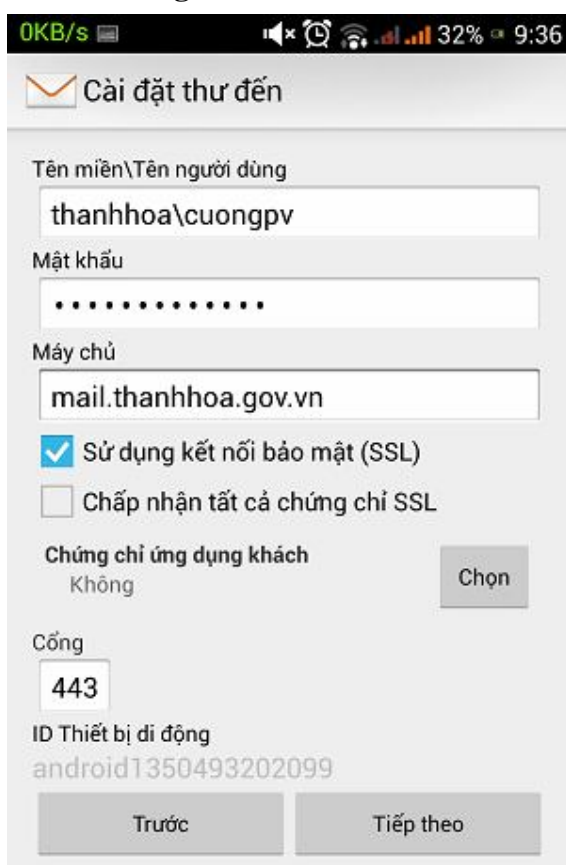 0KB/s 32% 9:36
Cài đặt thư đến
Tên miền\Tên người dùng
thanhhoa\cuongpv
Mật khẩu
•••••••••••••
Máy chủ
mail.thanhhoa.gov.vn
Sử dụng kết nối bảo mật (SSL)
Chấp nhận tất cả chứng chỉ SSL
Chứng chỉ ứng dụng khách
Không
Chọn
Cổng
443
ID Thiết bị di động
android1350493202099
Trước Tiếp theo